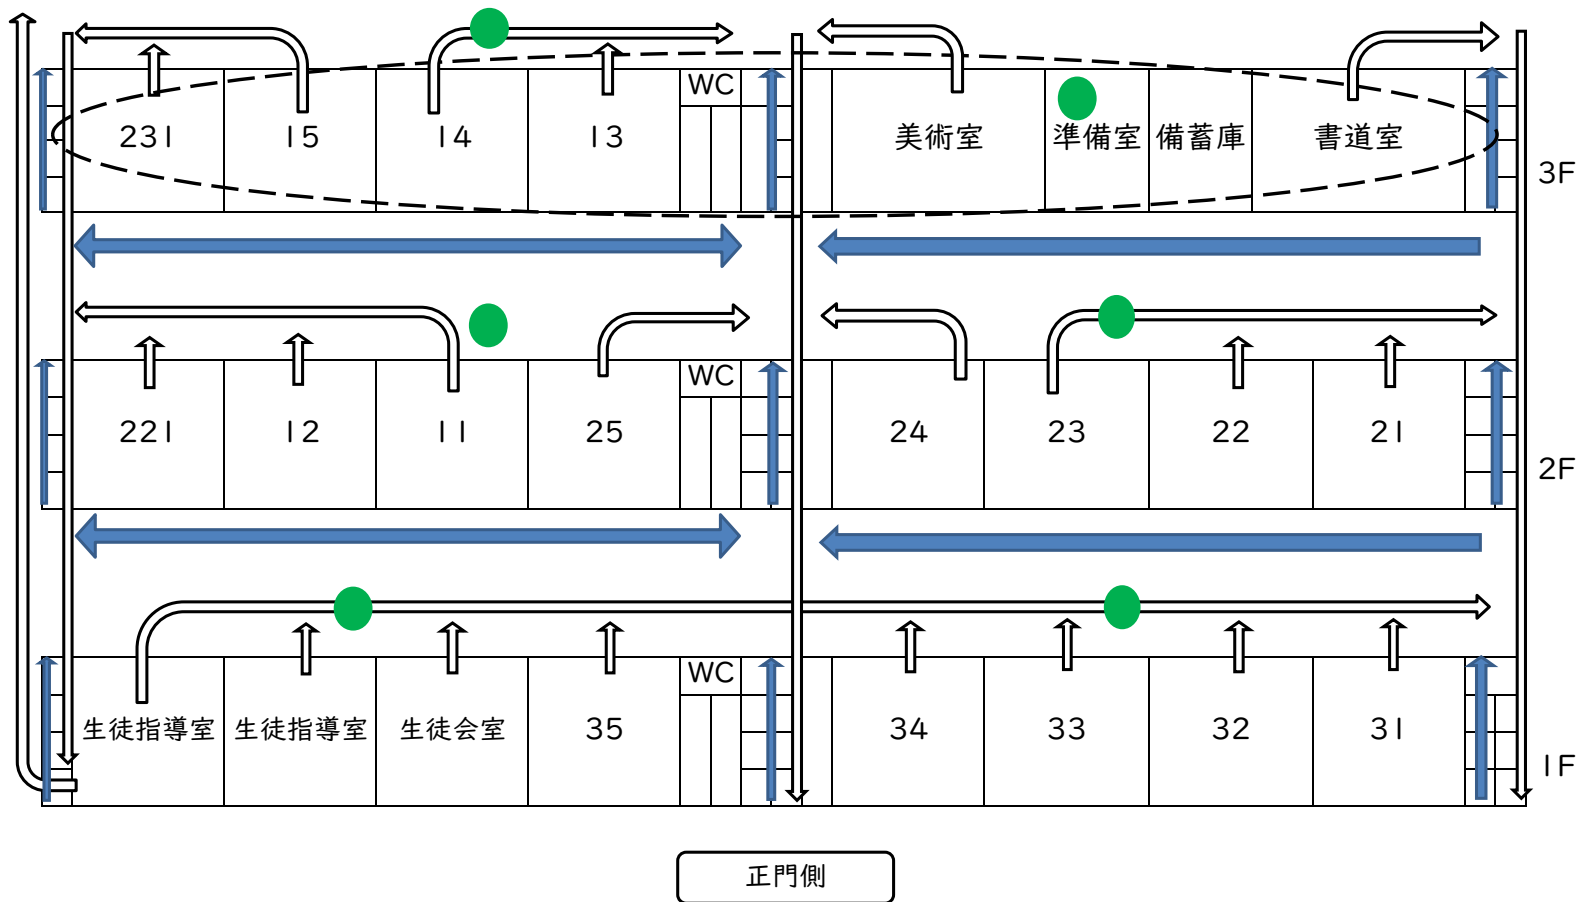 WC
231 15 14 13 美術室 準備室 備蓄庫 書道室
3F
WC
221 12 11 25 24 23 22 21
2F
WC
生徒指導室 生徒指導室 生徒会室 35 34 33 32 31
1F
正門側